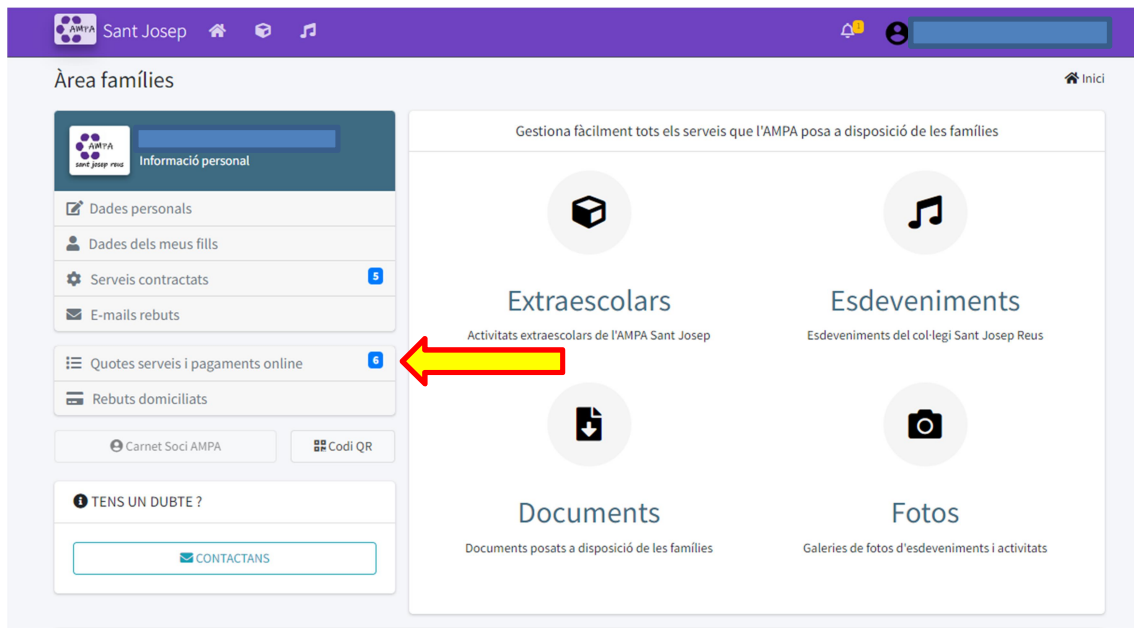 AMPA
Sant Josep
1
Àrea famílies
Inici
AMPA
sant josep reus
Informació personal
Dades personals
Dades dels meus fills
Serveis contractats
5
E-mails rebuts
Quotes serveis i pagaments online
6
Rebuts domiciliats
Carnet Soci AMPA
Codi QR
TENS UN DUBTE ?
CONTACTANS
Gestiona fàcilment tots els serveis que l'AMPA posa a disposició de les famílies
Extraescolars
Activitats extraescolars de l'AMPA Sant Josep
Esdeveniments
Esdeveniments del col·legi Sant Josep Reus
Documents
Documents posats a disposició de les famílies
Fotos
Galeries de fotos d'esdeveniments i activitats